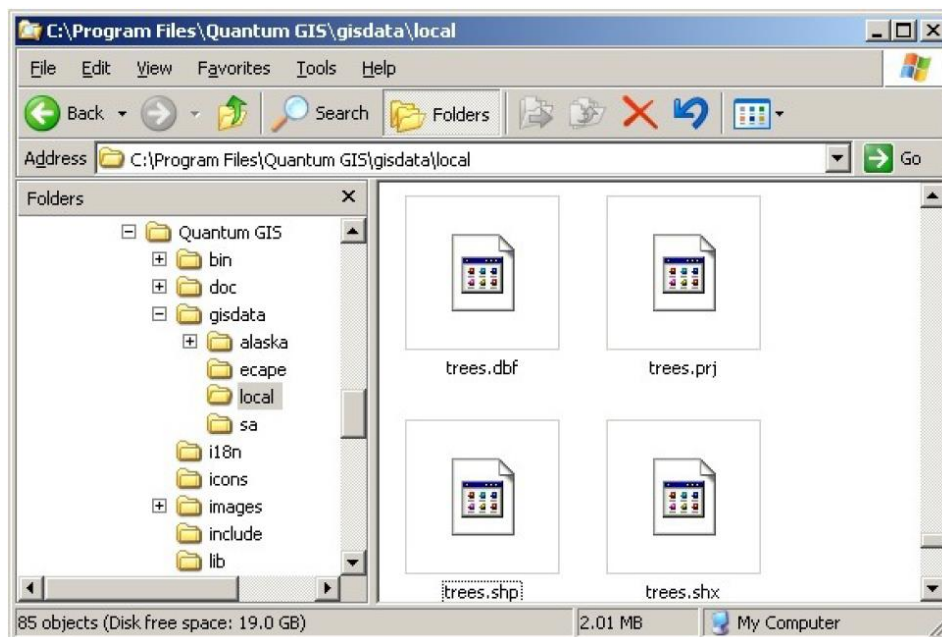 C:\Program Files\Quantum GIS\gisdata\local
File Edit View Favorites Tools Help
Back Search Folders
Address C:\Program Files\Quantum GIS\gisdata\local Go
Folders
Quantum GIS
bin
doc
gisdata
alaska
ecape
local
sa
i18n
icons
images
include
lib
trees.dbf trees.prj
trees.shp trees.shx
85 objects (Disk free space: 19.0 GB) 2.01 MB My Computer